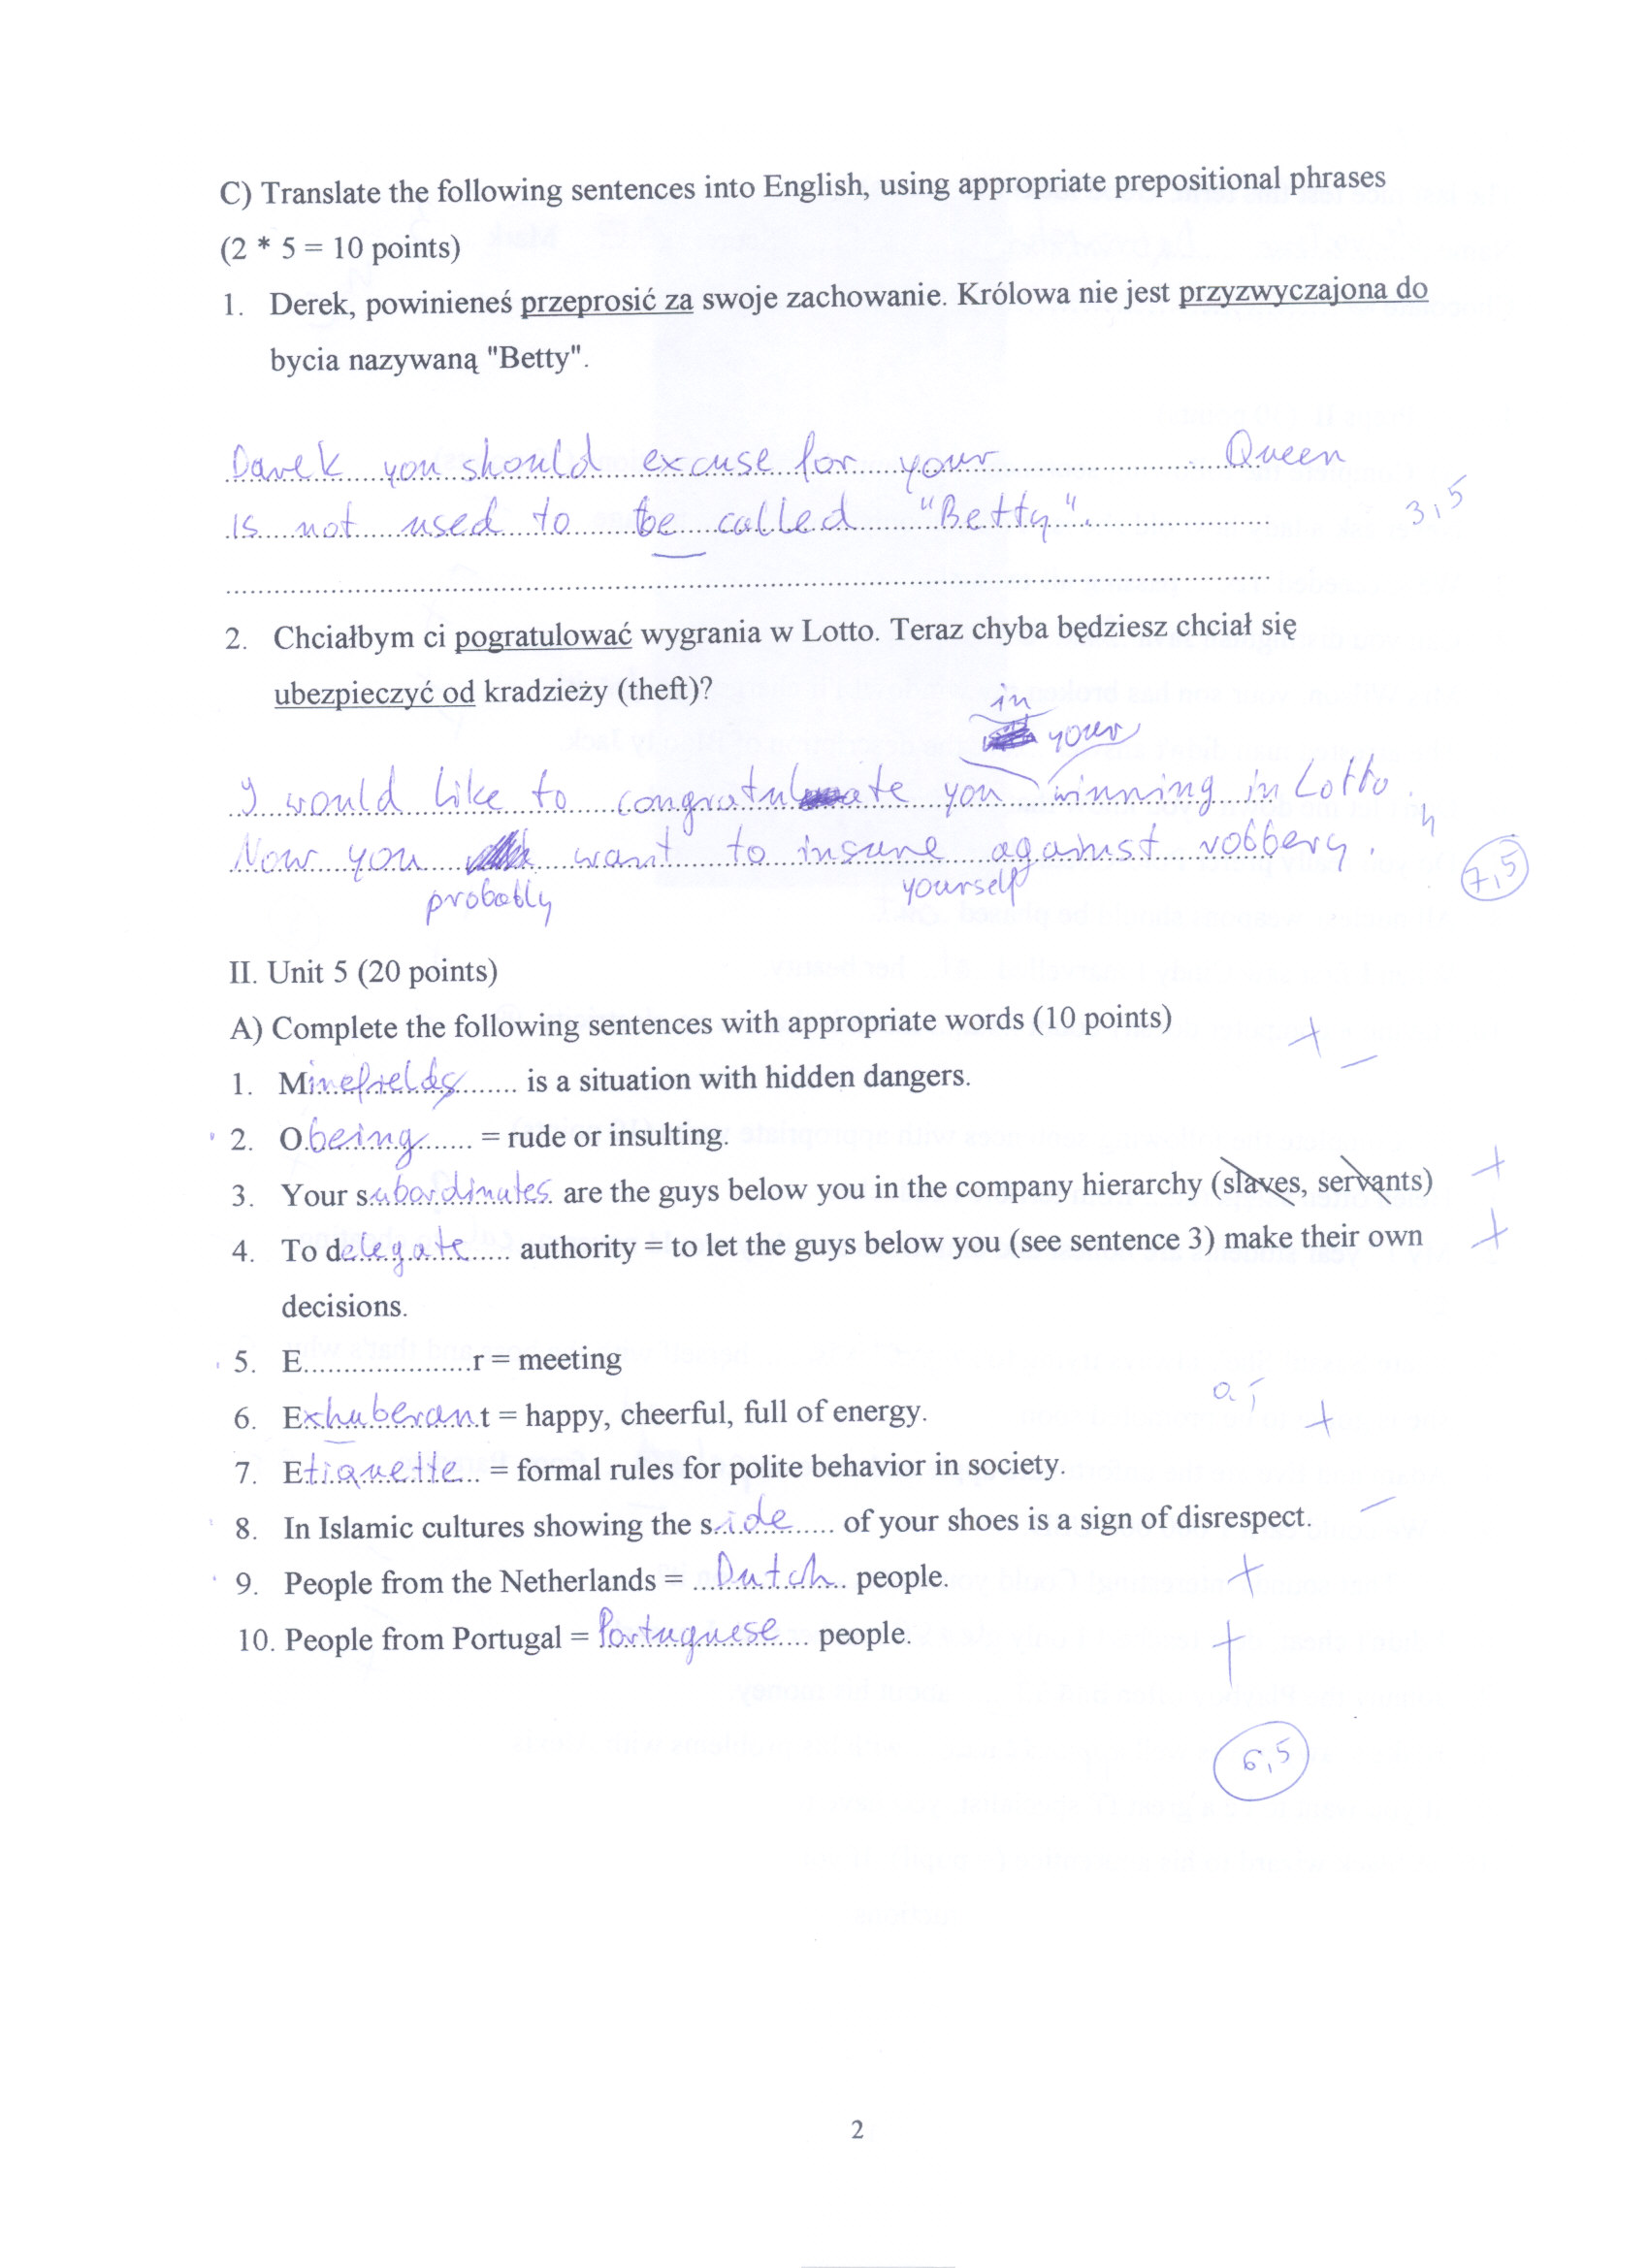 C) Translate the following sentences into English, using appropriate prepositional phrases
(2 * 5 = 10 points)
1. Derek, powinieneś przeprosić za swoje zachowanie. Królowa nie jest przyzwyczajona do
bycia nazywaną "Betty".
Darek you should excuse for your Queen
is not used to be called "Betty".
3,5
2. Chciałbym ci pogratulować wygrania w Lotto. Teraz chyba będziesz chciał się
ubezpieczyć od kradzieży (theft)?
in
your
I would like to congratulate you winning in Lotto.
Now you want to insure against robbery.
probably yourself
4
7,5
II. Unit 5 (20 points)
A) Complete the following sentences with appropriate words (10 points)
1. Minefields is a situation with hidden dangers. + -
2. Obeing = rude or insulting.
3. Your subordinates are the guys below you in the company hierarchy (slaves, servants) +
4. To delegate authority = to let the guys below you (see sentence 3) make their own +
decisions.
5. E..................r = meeting
6. Exhuberant = happy, cheerful, full of energy. +
7. Etiquette = formal rules for polite behavior in society.
8. In Islamic cultures showing the side of your shoes is a sign of disrespect. -
9. People from the Netherlands = Dutch people. +
10. People from Portugal = Portuguese people. +
6,5
2